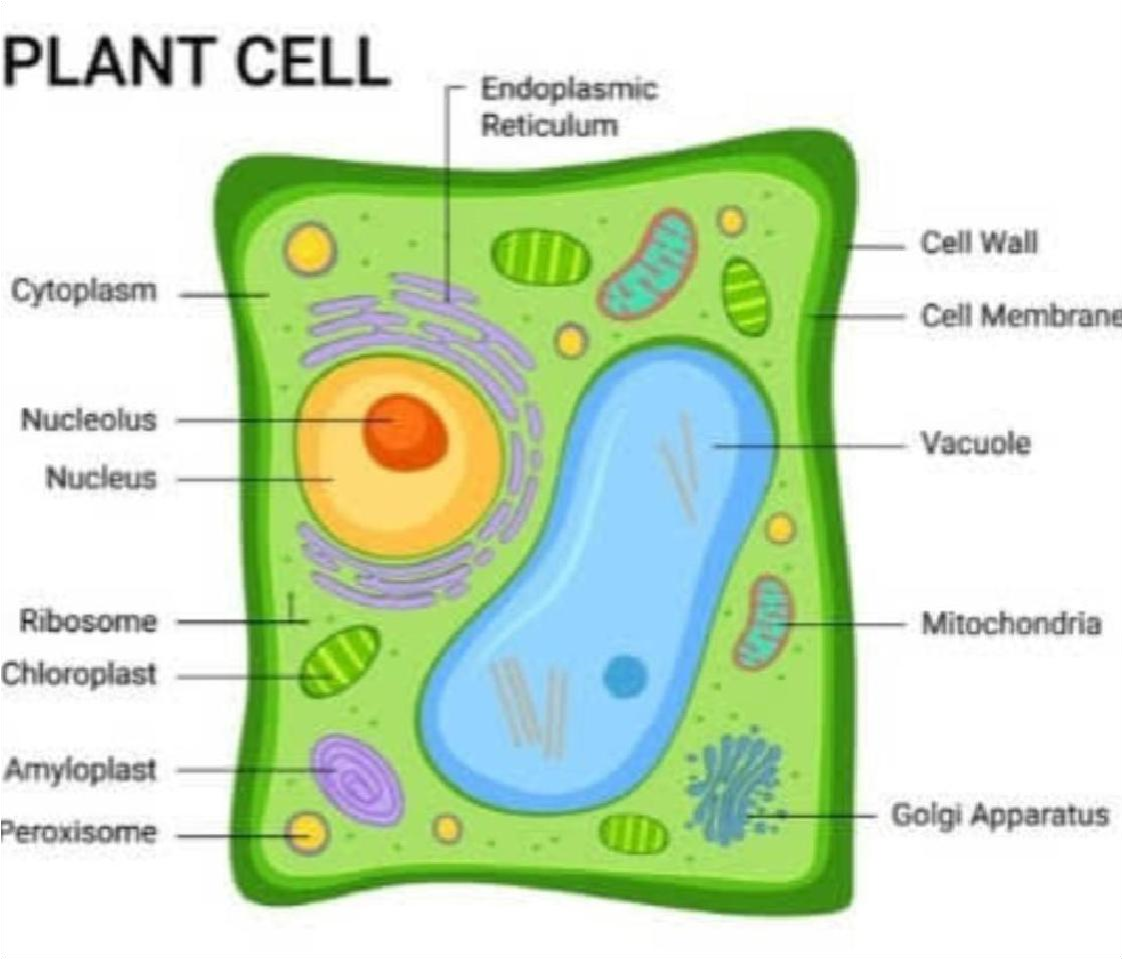 PLANT CELL
Endoplasmic
Reticulum
Cell Wall
Cytoplasm
Cell Membrane
Nucleolus
Vacuole
Nucleus
Ribosome
Mitochondria
Chloroplast
Amyloplast
Golgi Apparatus
Peroxisome